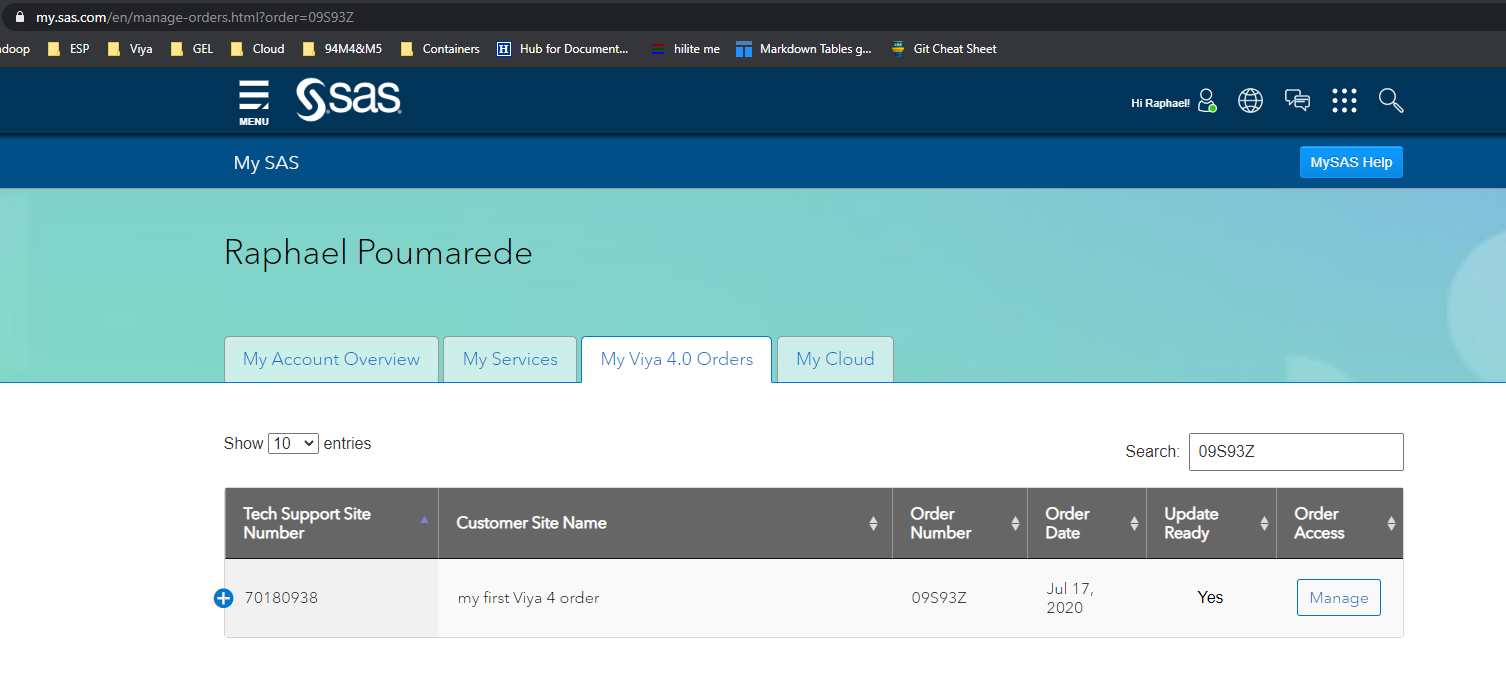 my.sas.com/en/manage-orders.html?order=09S93Z
doop ESP Viya GEL Cloud 94M4&M5 Containers Hub for Document... hilite me Markdown Tables g... Git Cheat Sheet
MENU
sas
Hi Raphael!
My SAS
MySAS Help
Raphael Poumarede
My Account Overview My Services My Viya 4.0 Orders My Cloud
Show 10 entries
Search: 09S93Z
Tech Support Site Number
Customer Site Name
Order Number
Order Date
Update Ready
Order Access
70180938 my first Viya 4 order 09S93Z Jul 17, 2020 Yes Manage